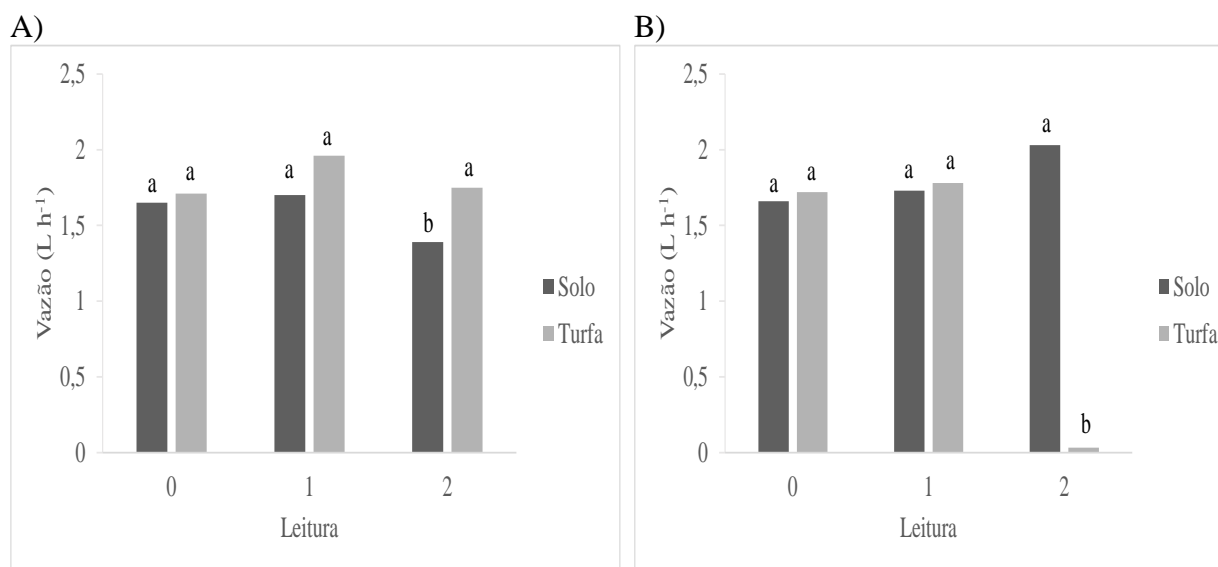 A)
2,5
2
1,5
1
0,5
0
Vazão (L h-1)
a a
a a
b a
0 1 2
Leitura
Solo
Turfa
B)
2,5
2
1,5
1
0,5
0
Vazão (L h-1)
a a
a a
a b
0 1 2
Leitura
Solo
Turfa